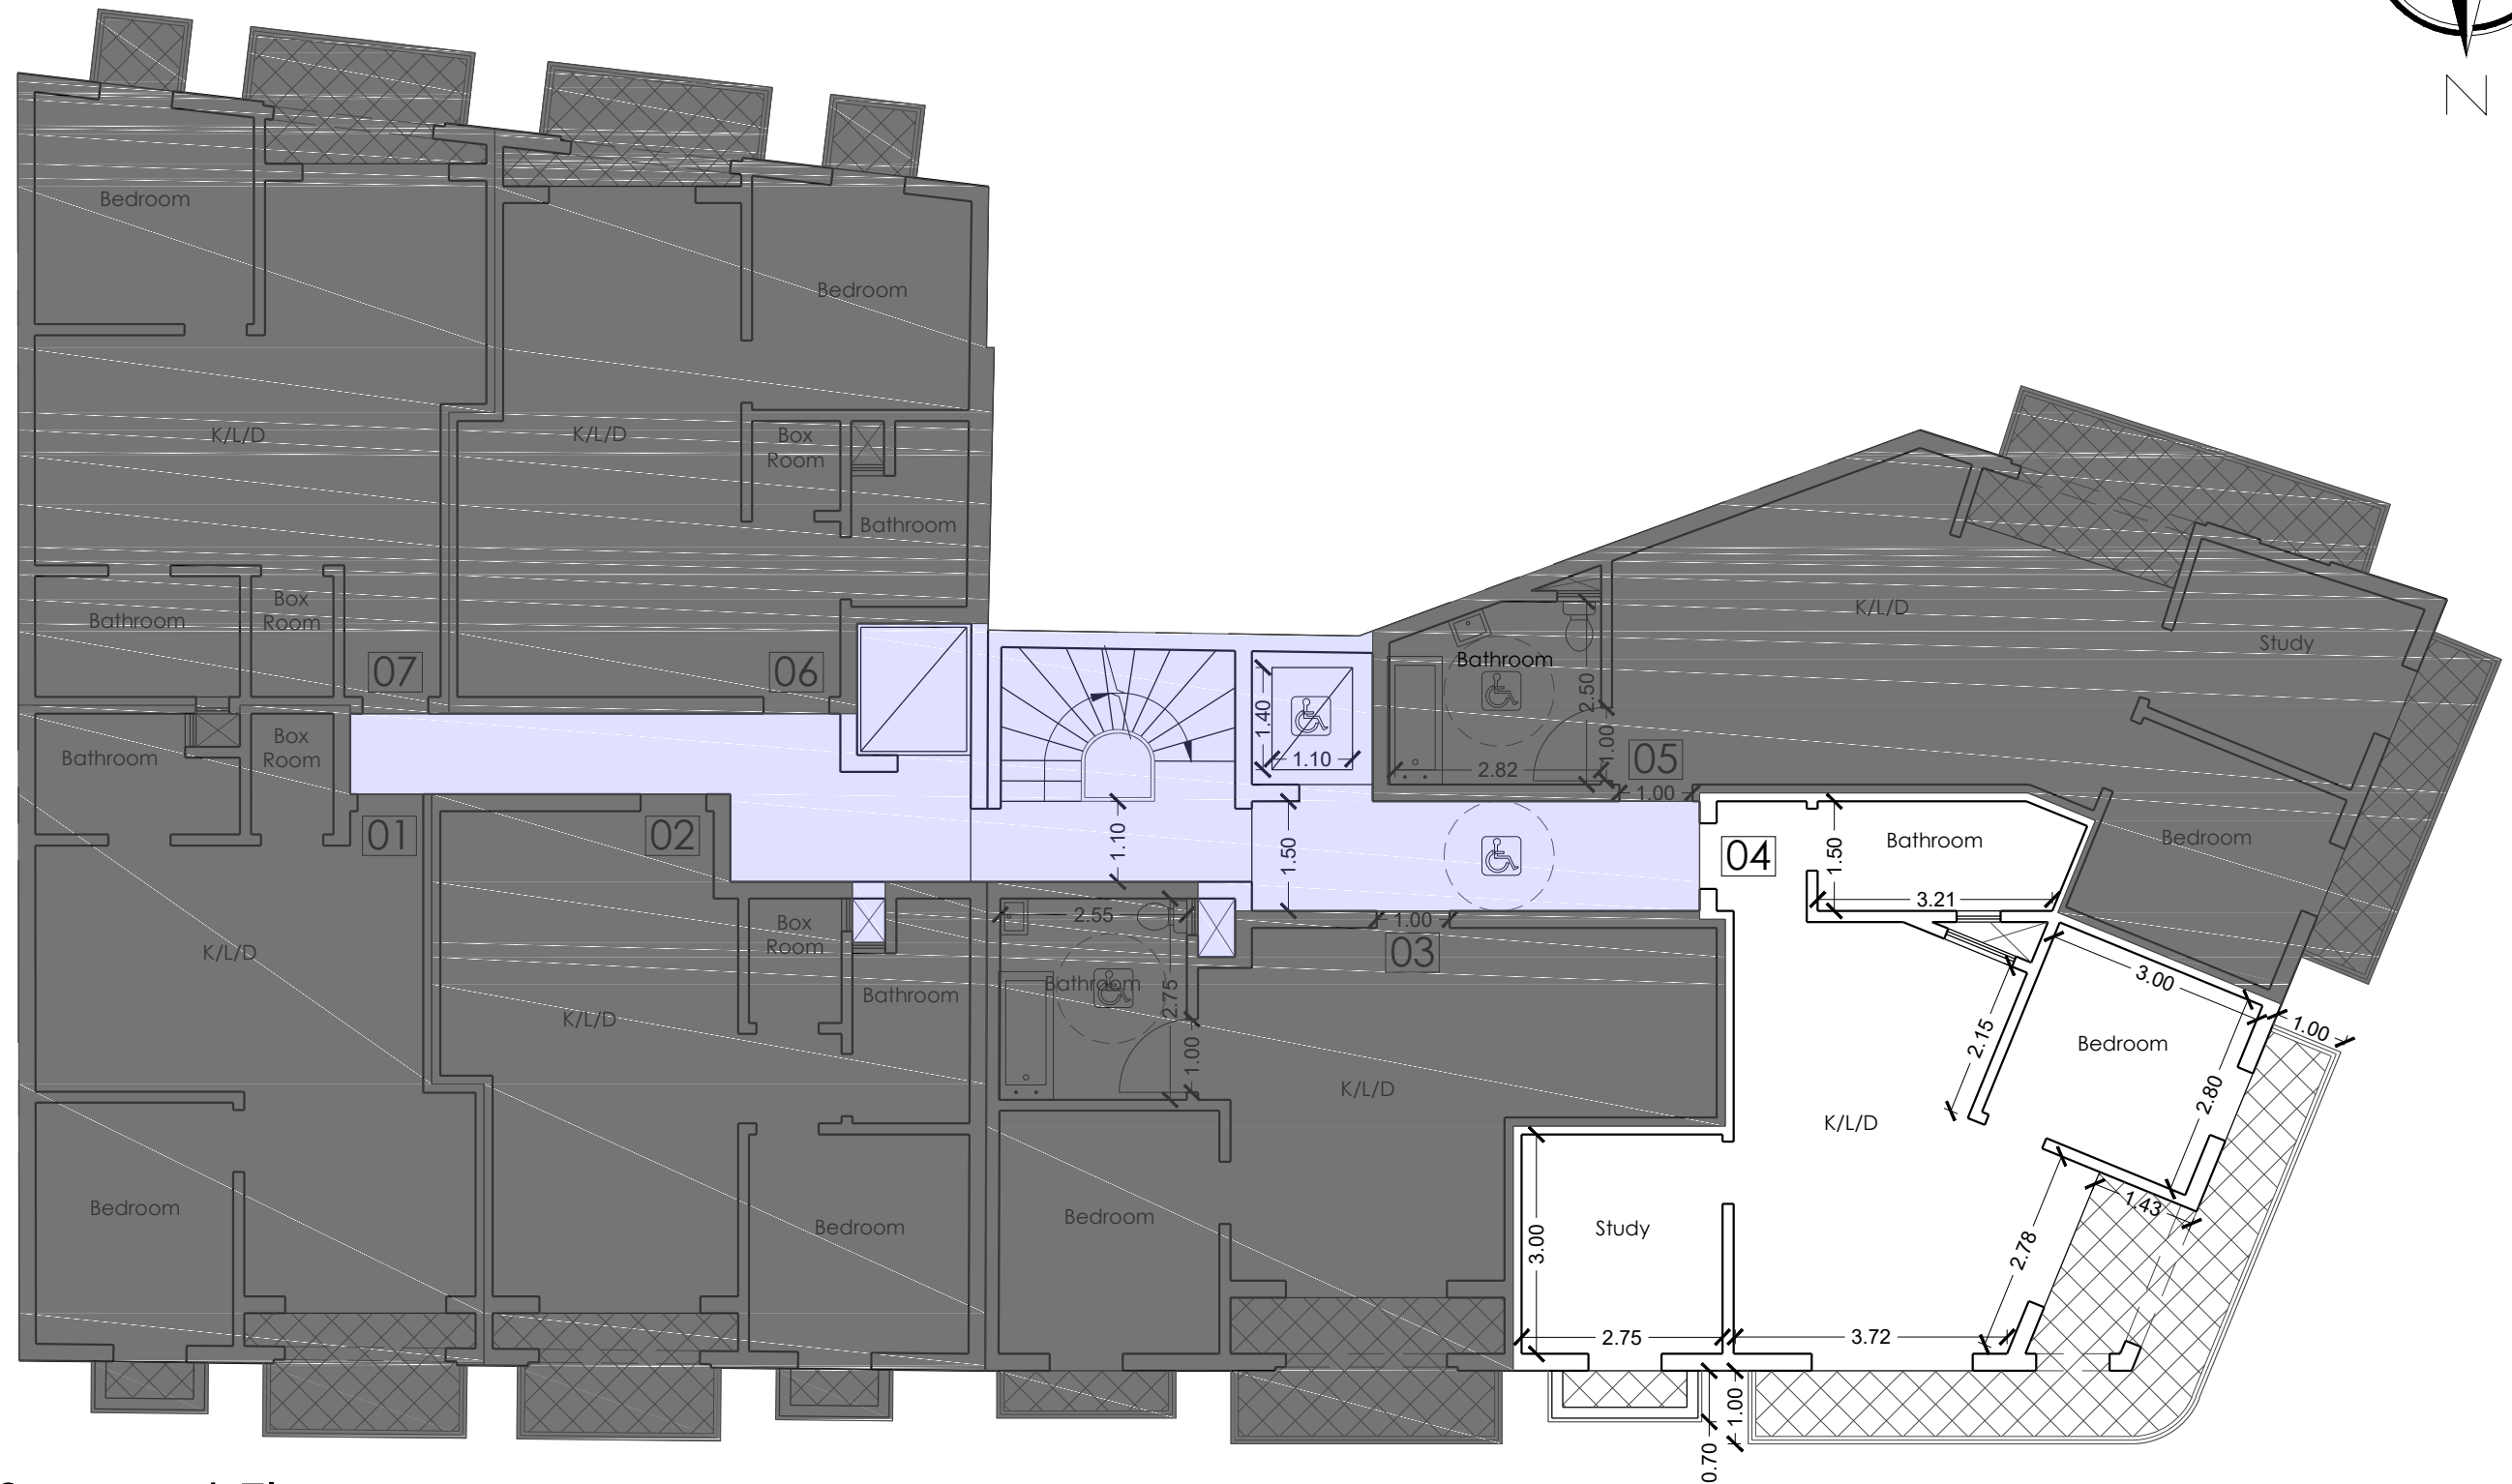 N
Bedroom
Bedroom
K/L/D
K/L/D
Box
Room
Bathroom
Box
Room
Bathroom
07
06
K/L/D
Study
Bathroom
2.50
1.40
1.10
2.82
1.00
05
1.00
Bathroom
Box
Room
01
02
1.10
1.50
04
1.50
Bathroom
3.21
Bedroom
K/L/D
Box
Room
2.55
1.00
03
Bathroom
K/L/D
Bathroom
2.75
1.00
K/L/D
3.00
1.00
2.15
Bedroom
2.80
K/L/D
1.43
Bedroom
Bedroom
Bedroom
3.00
Study
2.78
2.75
3.72
1.00
0.70